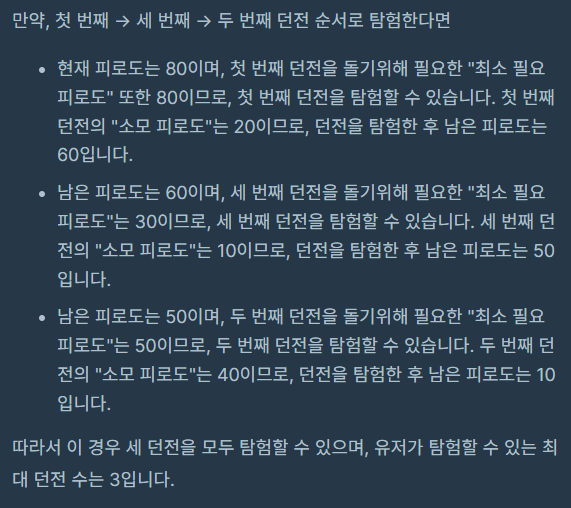 만약, 첫 번째 → 세 번째 → 두 번째 던전 순서로 탐험한다면
• 현재 피로도는 80이며, 첫 번째 던전을 돌기위해 필요한 "최소 필요
피로도" 또한 80이므로, 첫 번째 던전을 탐험할 수 있습니다. 첫 번째
던전의 "소모 피로도"는 20이므로, 던전을 탐험한 후 남은 피로도는
60입니다.
• 남은 피로도는 60이며, 세 번째 던전을 돌기위해 필요한 "최소 필요
피로도"는 30이므로, 세 번째 던전을 탐험할 수 있습니다. 세 번째 던
전의 "소모 피로도"는 10이므로, 던전을 탐험한 후 남은 피로도는 50
입니다.
• 남은 피로도는 50이며, 두 번째 던전을 돌기위해 필요한 "최소 필요
피로도"는 50이므로, 두 번째 던전을 탐험할 수 있습니다. 두 번째 던
전의 "소모 피로도"는 40이므로, 던전을 탐험한 후 남은 피로도는 10
입니다.
따라서 이 경우 세 던전을 모두 탐험할 수 있으며, 유저가 탐험할 수 있는 최
대 던전 수는 3입니다.